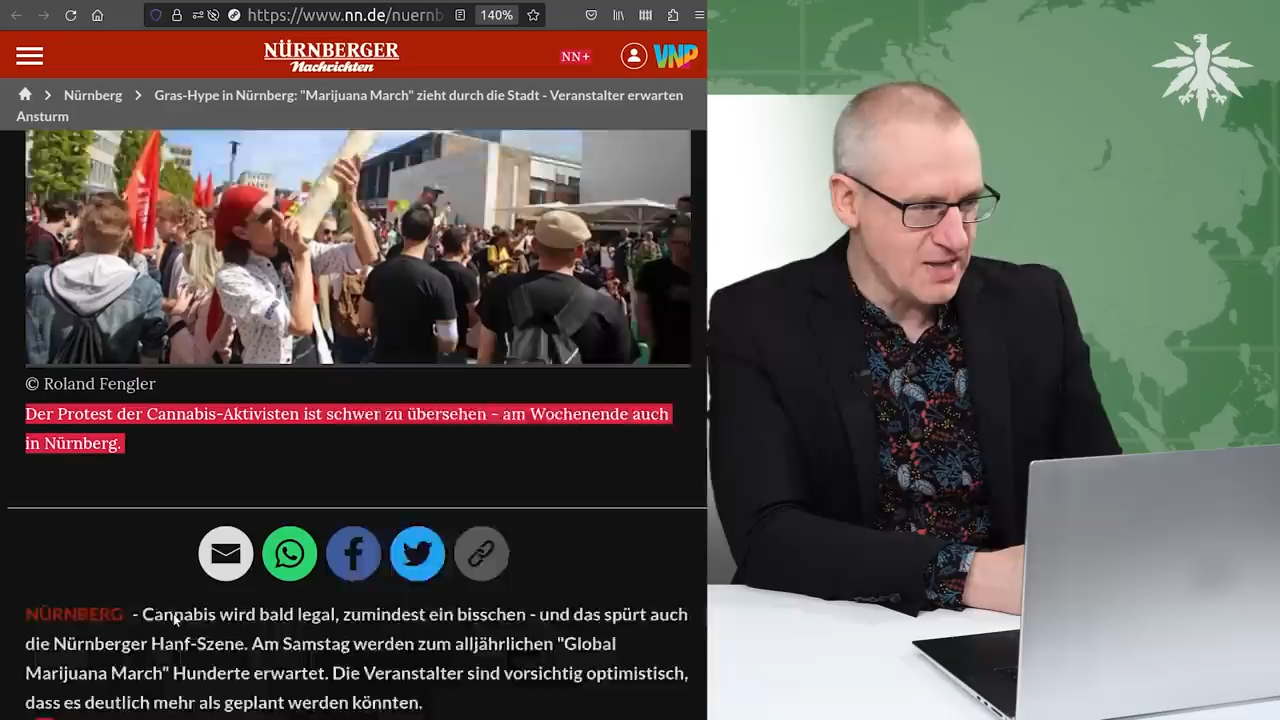 https://www.nn.de/nuernb
140%
NÜRNBERGER
Nachrichten
NN+
VNP
Nürnberg
Gras-Hype in Nürnberg: "Marijuana March" zieht durch die Stadt - Veranstalter erwarten
Ansturm
© Roland Fengler
Der Protest der Cannabis-Aktivisten ist schwer zu übersehen - am Wochenende auch
in Nürnberg.
NÜRNBERG - Cannabis wird bald legal, zumindest ein bisschen - und das spürt auch
die Nürnberger Hanf-Szene. Am Samstag werden zum alljährlichen "Global
Marijuana March" Hunderte erwartet. Die Veranstalter sind vorsichtig optimistisch,
dass es deutlich mehr als geplant werden könnten.